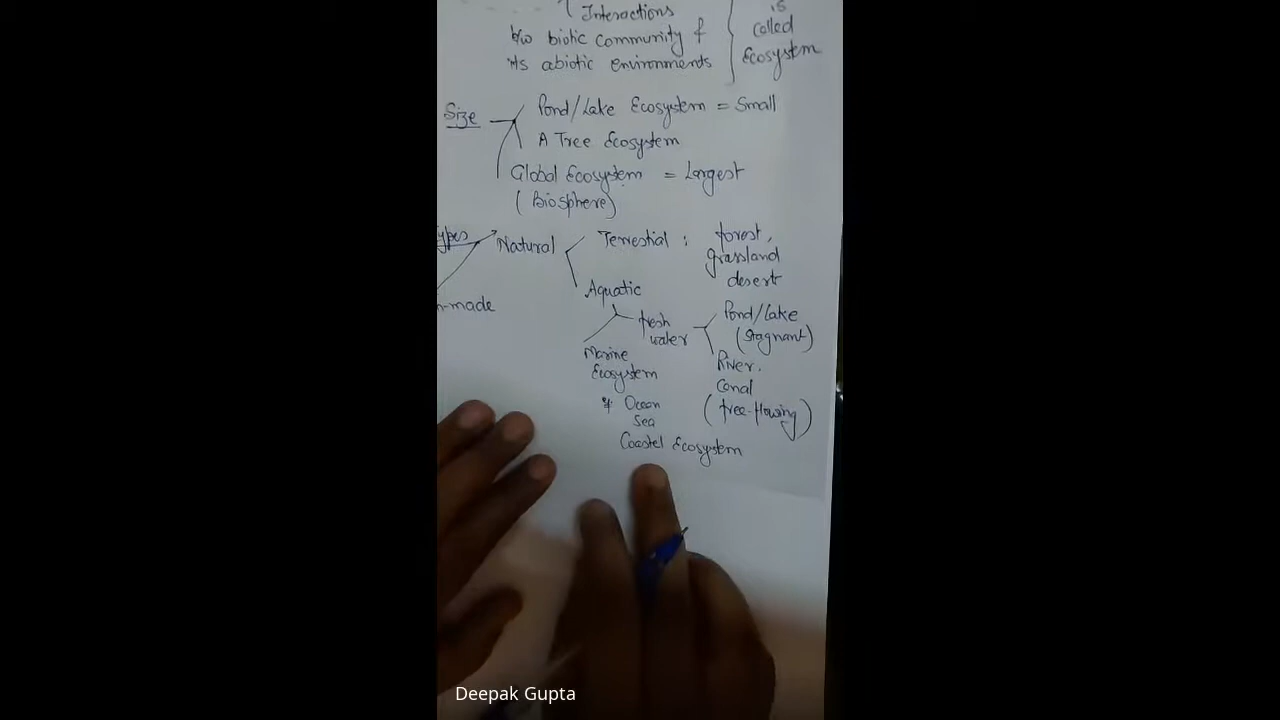 Interactions
b/w biotic community &
its abiotic environments
is
called
Ecosystem
Size
Pond/Lake Ecosystem = Small
A Tree Ecosystem
Global Ecosystem = Largest
(Biosphere)
ypes
Natural
Terrestial : forest,
grassland
desert
n-made
Aquatic
fresh
water
Pond/Lake
(Stagnant)
River.
Canal
(free-flowing)
Marine
Ecosystem
Ocean
Sea
Coastel Ecosystem
Deepak Gupta